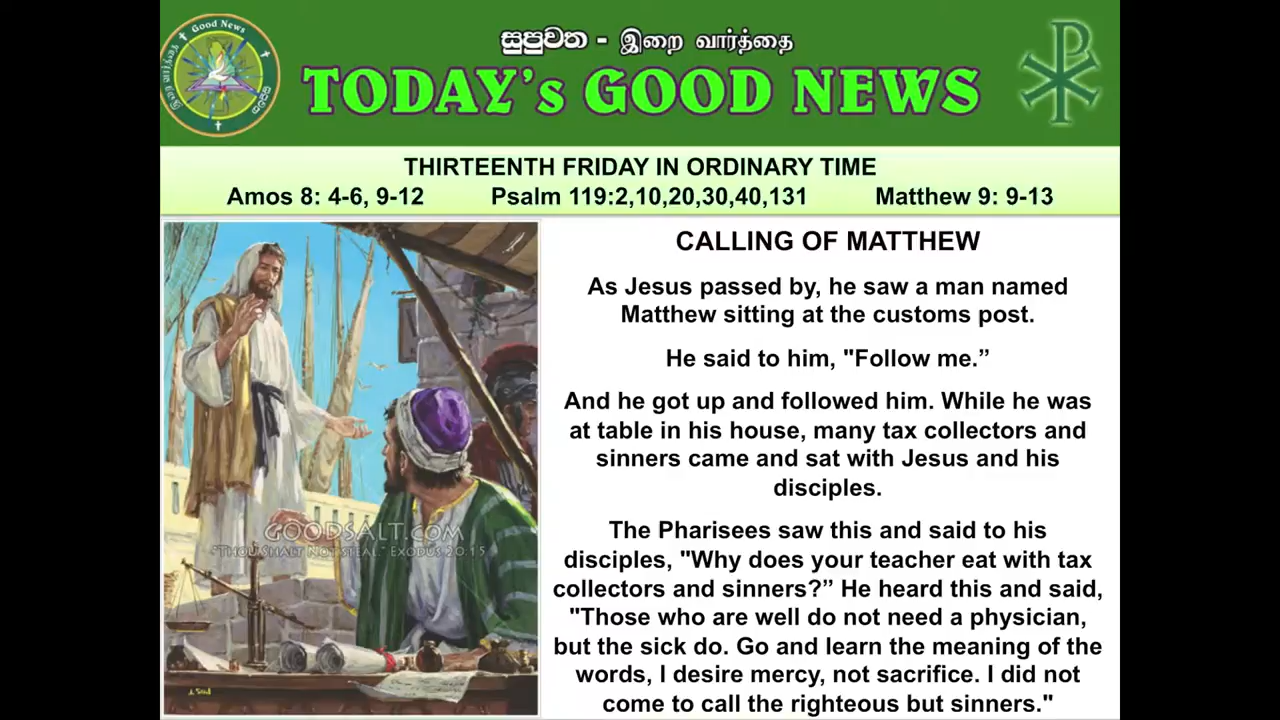 Good News
සුපුවත - இறை வார்த்தை
TODAY's GOOD NEWS
THIRTEENTH FRIDAY IN ORDINARY TIME
Amos 8: 4-6, 9-12 Psalm 119:2,10,20,30,40,131 Matthew 9: 9-13
CALLING OF MATTHEW
As Jesus passed by, he saw a man named
Matthew sitting at the customs post.
He said to him, "Follow me.”
And he got up and followed him. While he was
at table in his house, many tax collectors and
sinners came and sat with Jesus and his
disciples.
The Pharisees saw this and said to his
disciples, "Why does your teacher eat with tax
collectors and sinners?” He heard this and said,
"Those who are well do not need a physician,
but the sick do. Go and learn the meaning of the
words, I desire mercy, not sacrifice. I did not
come to call the righteous but sinners."
GOODSALT.COM
"THOU SHALT NOT STEAL." EXODUS 20:15